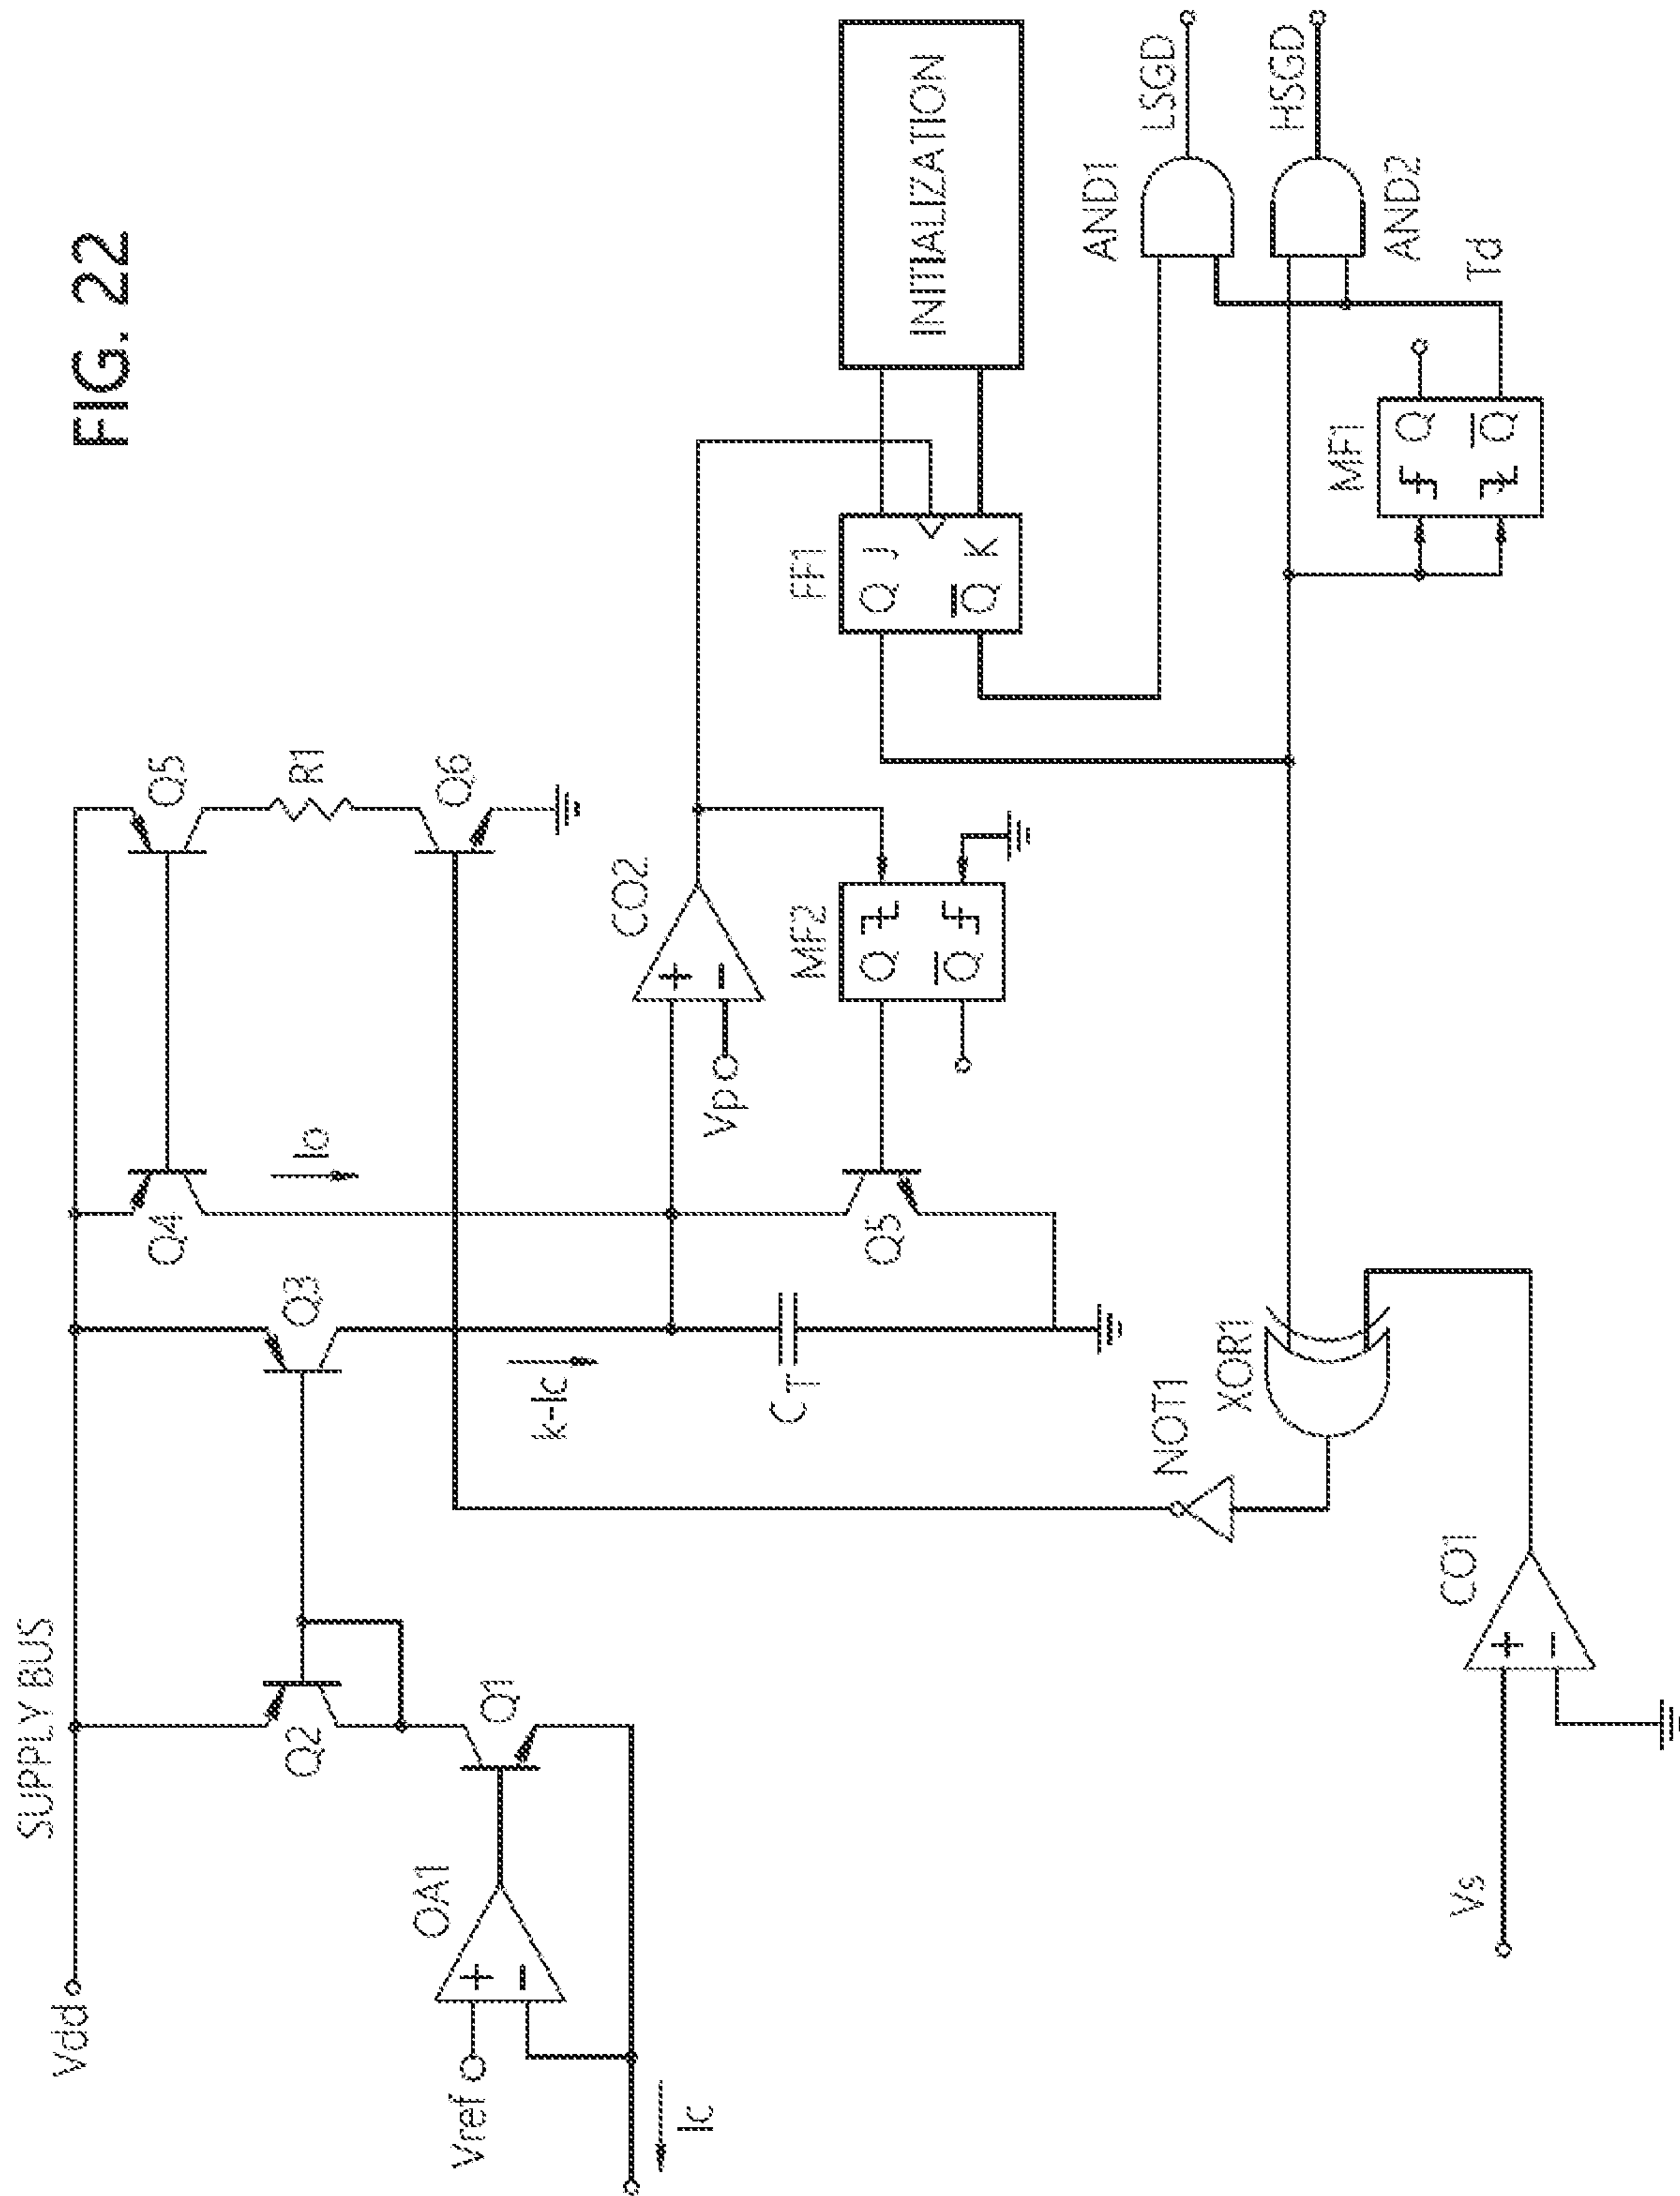 FIG. 22
SUPPLY BUS
Vdd
Q2
Q3
Q4
Q5
Io
R1
Q6
OA1
+
-
Vref
Q1
Ic
k-Ic
CT
CO2
+
-
Vp
Q5
MF2
Q
Q
FF1
Q J
Q K
INITIALIZATION
NOT1
XOR1
CO1
+
-
Vs
AND1
LSGD
HSGD
AND2
MF1
Q
Q
Td